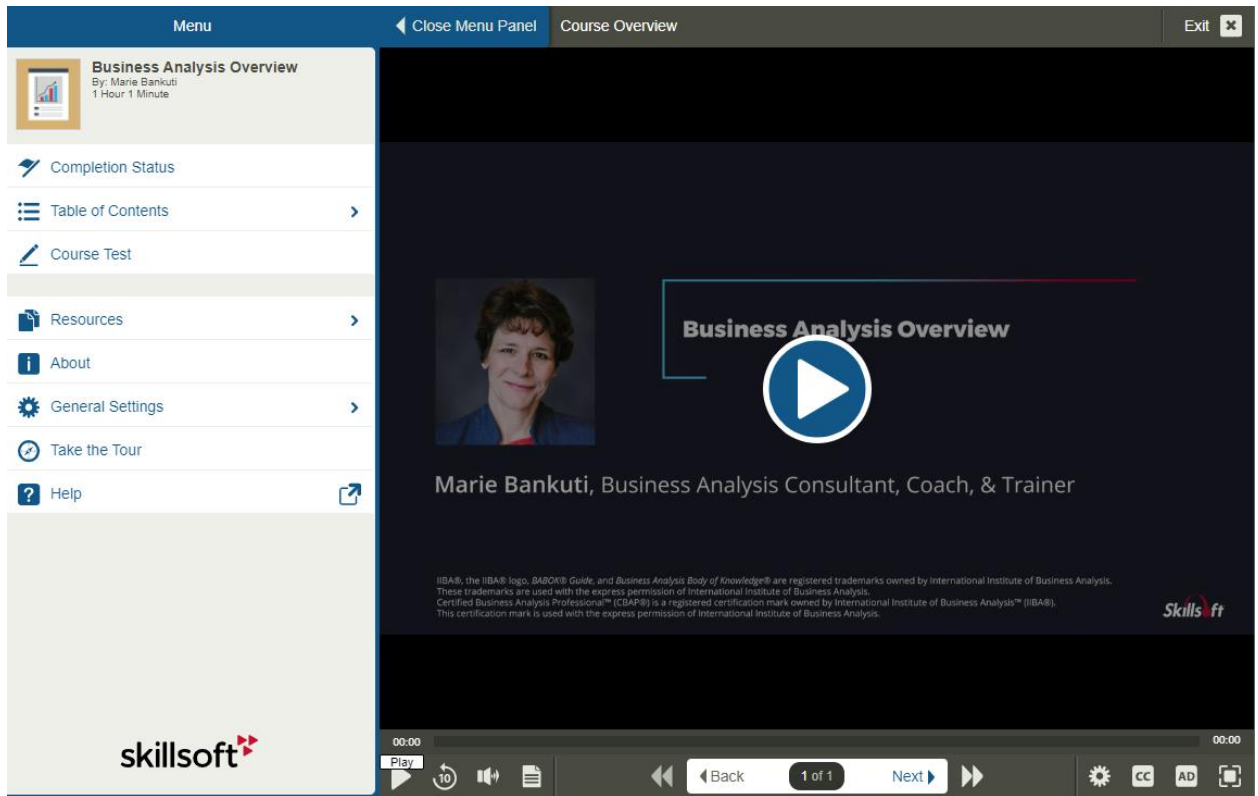 Menu
Close Menu Panel
Course Overview
Exit
Business Analysis Overview
By: Marie Bankuti
1 Hour 1 Minute
Completion Status
Table of Contents
Course Test
Resources
About
General Settings
Take the Tour
Help
skillsoft
Business Analysis Overview
Marie Bankuti, Business Analysis Consultant, Coach, & Trainer
IIBA®, the IIBA® logo, BABOK® Guide, and Business Analysis Body of Knowledge® are registered trademarks owned by International Institute of Business Analysis.
These trademarks are used with the express permission of International Institute of Business Analysis.
Certified Business Analysis Professional™ (CBAP®) is a registered certification mark owned by International Institute of Business Analysis™ (IIBA®).
This certification mark is used with the express permission of International Institute of Business Analysis.
Skillsoft
00:00
00:00
Play
10
Back
1 of 1
Next
CC
AD